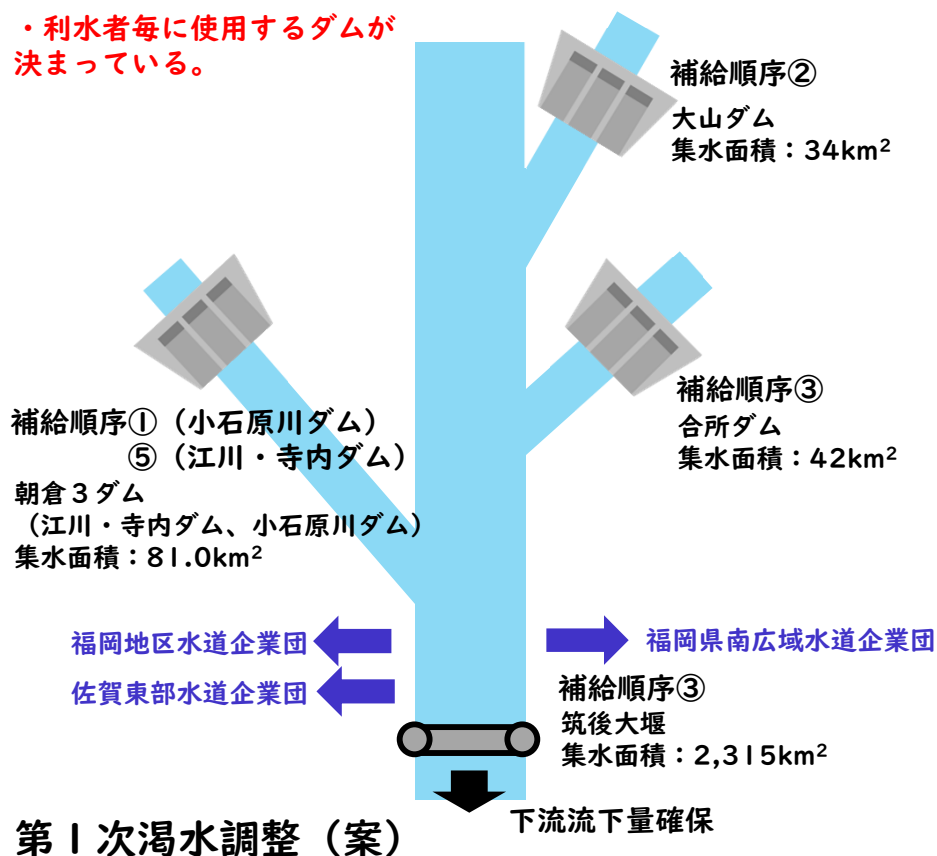 ・利水者毎に使用するダムが
決まっている。
補給順序②
大山ダム
集水面積：34km²
補給順序①（小石原川ダム）
⑤（江川・寺内ダム）
朝倉３ダム
（江川・寺内ダム、小石原川ダム）
集水面積：81.0km²
補給順序③
合所ダム
集水面積：42km²
福岡地区水道企業団
佐賀東部水道企業団
福岡県南広域水道企業団
補給順序③
筑後大堰
集水面積：2,315km²
下流流下量確保
第１次渇水調整（案）